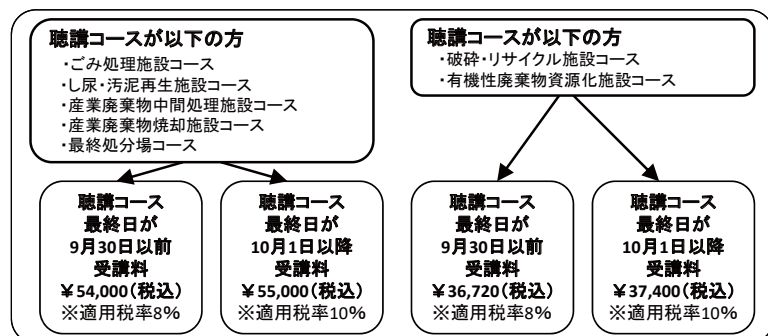 聴講コースが以下の方
・ごみ処理施設コース
・し尿・汚泥再生施設コース
・産業廃棄物中間処理施設コース
・産業廃棄物焼却施設コース
・最終処分場コース
聴講コースが以下の方
・破砕・リサイクル施設コース
・有機性廃棄物資源化施設コース
聴講コース
最終日が
9月30日以前
受講料
￥54,000(税込)
※適用税率8%
聴講コース
最終日が
10月1日以降
受講料
￥55,000(税込)
※適用税率10%
聴講コース
最終日が
9月30日以前
受講料
￥36,720(税込)
※適用税率8%
聴講コース
最終日が
10月1日以降
受講料
￥37,400(税込)
※適用税率10%